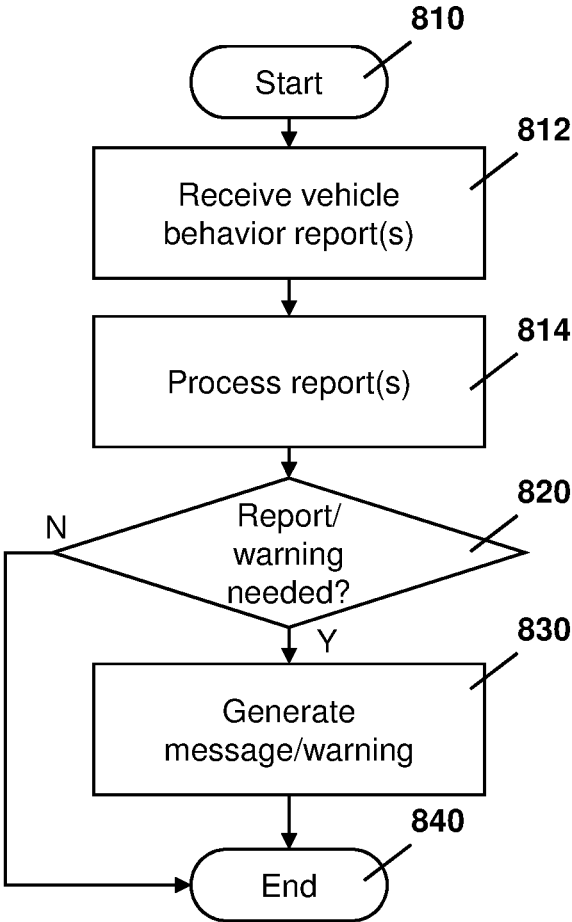 810
Start
812
Receive vehicle
behavior report(s)
814
Process report(s)
820
N
Report/
warning
needed?
Y
830
Generate
message/warning
840
End